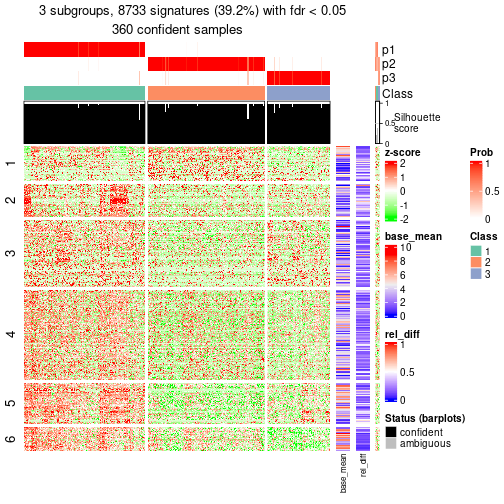 3 subgroups, 8733 signatures (39.2%) with fdr < 0.05
360 confident samples
p1
p2
p3
Class
1
0.5
0
Silhouette
score
1
2
3
4
5
6
base_mean
rel_diff
z-score
2
1
0
-1
-2
Prob
1
0.5
0
base_mean
10
8
6
4
2
0
Class
1
2
3
rel_diff
1
0.5
0
Status (barplots)
confident
ambiguous